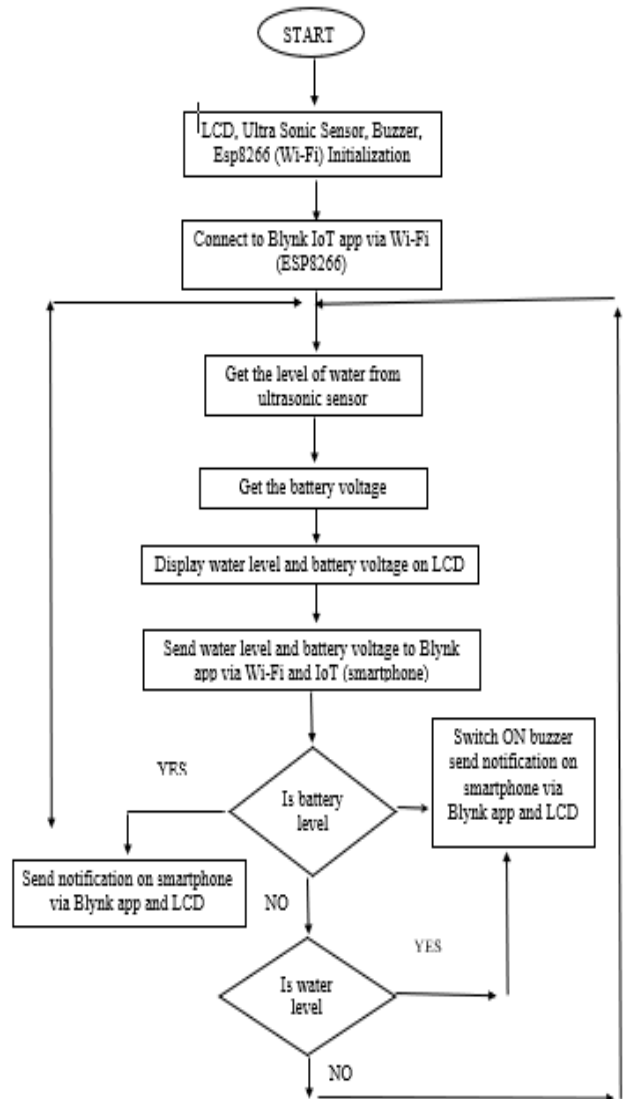 START
LCD, Ultra Sonic Sensor, Buzzer,
Esp8266 (Wi-Fi) Initialization
Connect to Blynk IoT app via Wi-Fi
(ESP8266)
Get the level of water from
ultrasonic sensor
Get the battery voltage
Display water level and battery voltage on LCD
Send water level and battery voltage to Blynk
app via Wi-Fi and IoT (smartphone)
Switch ON buzzer
send notification on
smartphone via
Blynk app and LCD
YES
Is battery
level
Send notification on smartphone
via Blynk app and LCD
NO
YES
Is water
level
NO